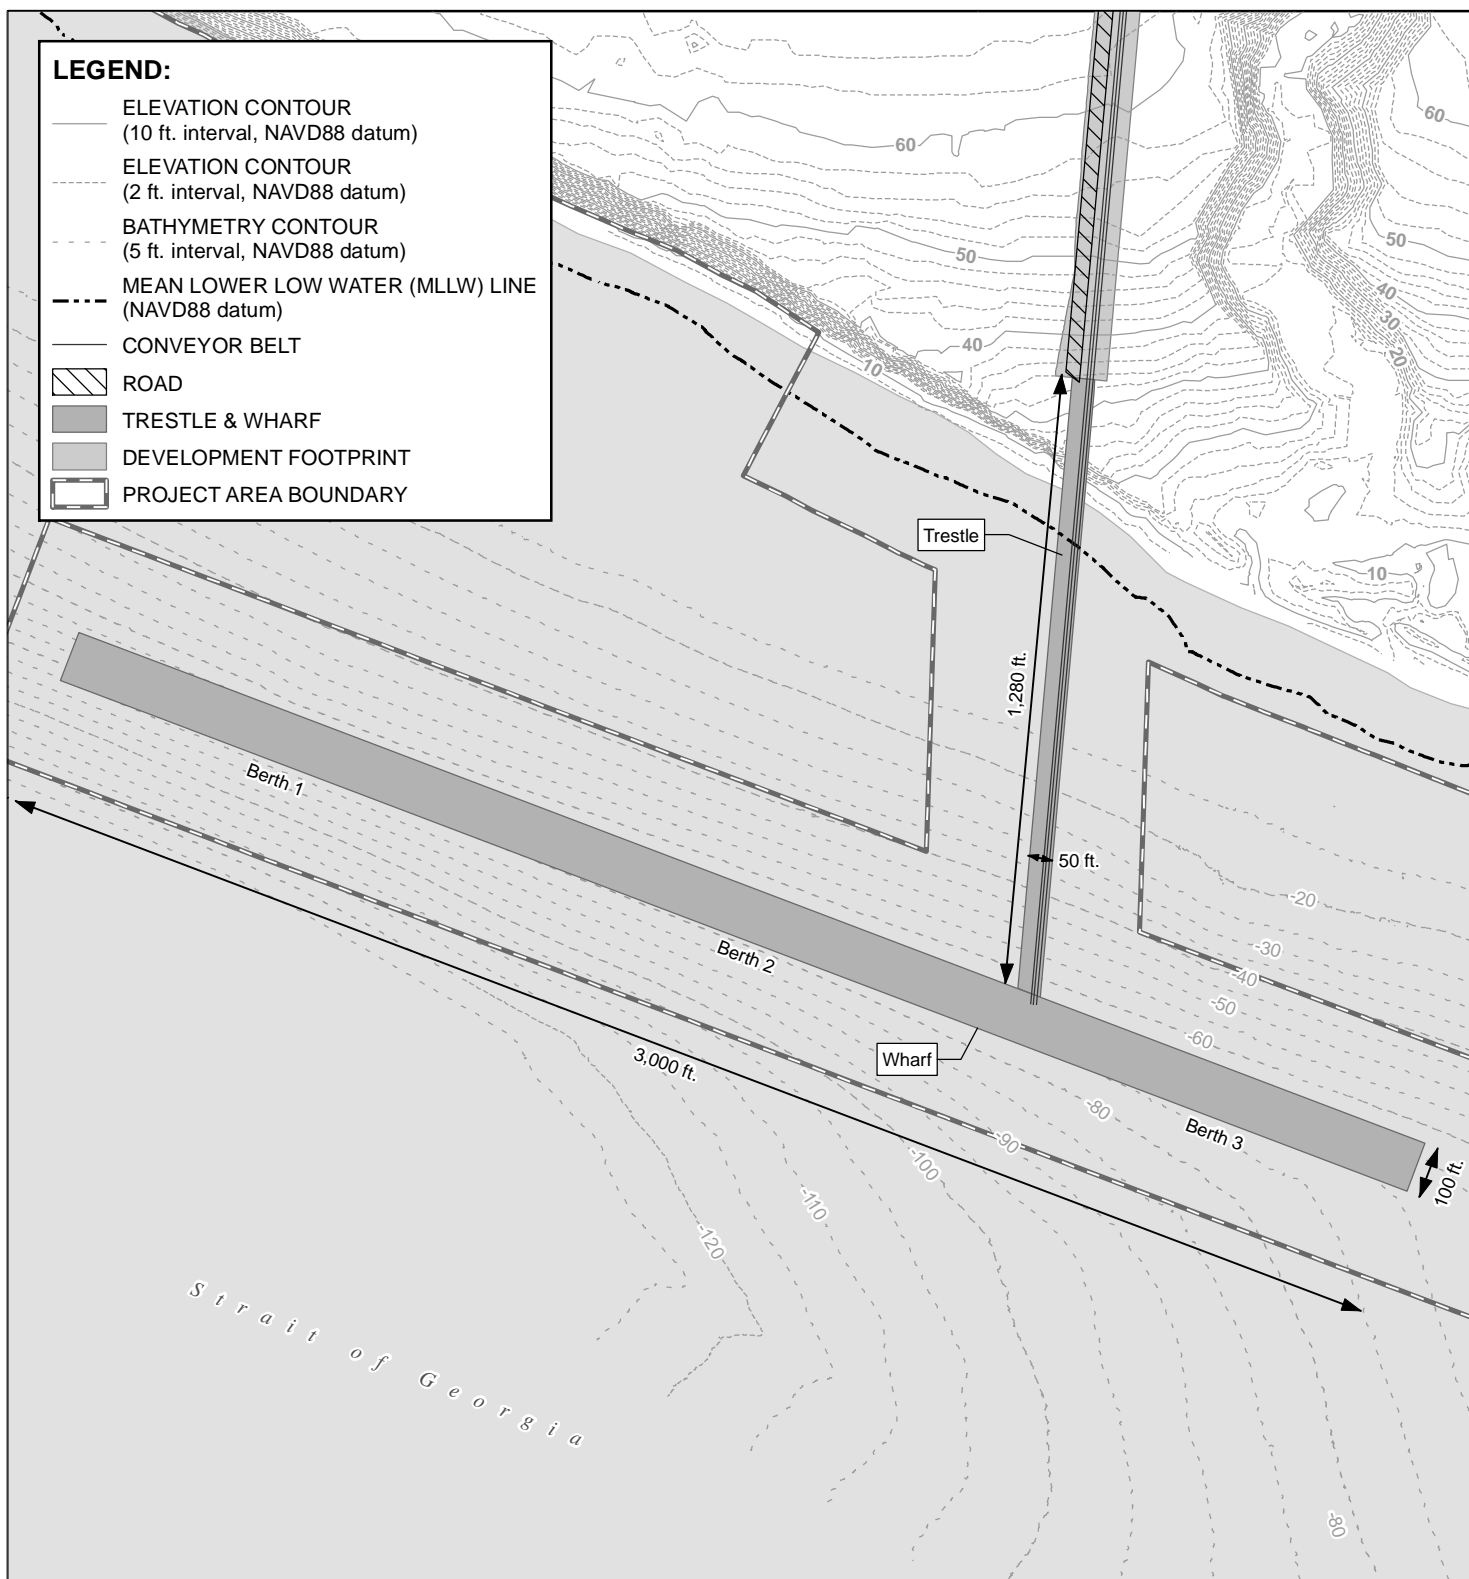 LEGEND:
ELEVATION CONTOUR
(10 ft. interval, NAVD88 datum)
ELEVATION CONTOUR
(2 ft. interval, NAVD88 datum)
BATHYMETRY CONTOUR
(5 ft. interval, NAVD88 datum)
MEAN LOWER LOW WATER (MLLW) LINE
(NAVD88 datum)
CONVEYOR BELT
ROAD
TRESTLE & WHARF
DEVELOPMENT FOOTPRINT
PROJECT AREA BOUNDARY
60
60
50
50
40
40
30
20
10
10
Trestle
1,280 ft.
50 ft.
Berth 1
Berth 2
Berth 3
Wharf
3,000 ft.
100 ft.
-20
-30
-40
-50
-60
-80
-90
-100
-110
-120
-80
Strait of Georgia